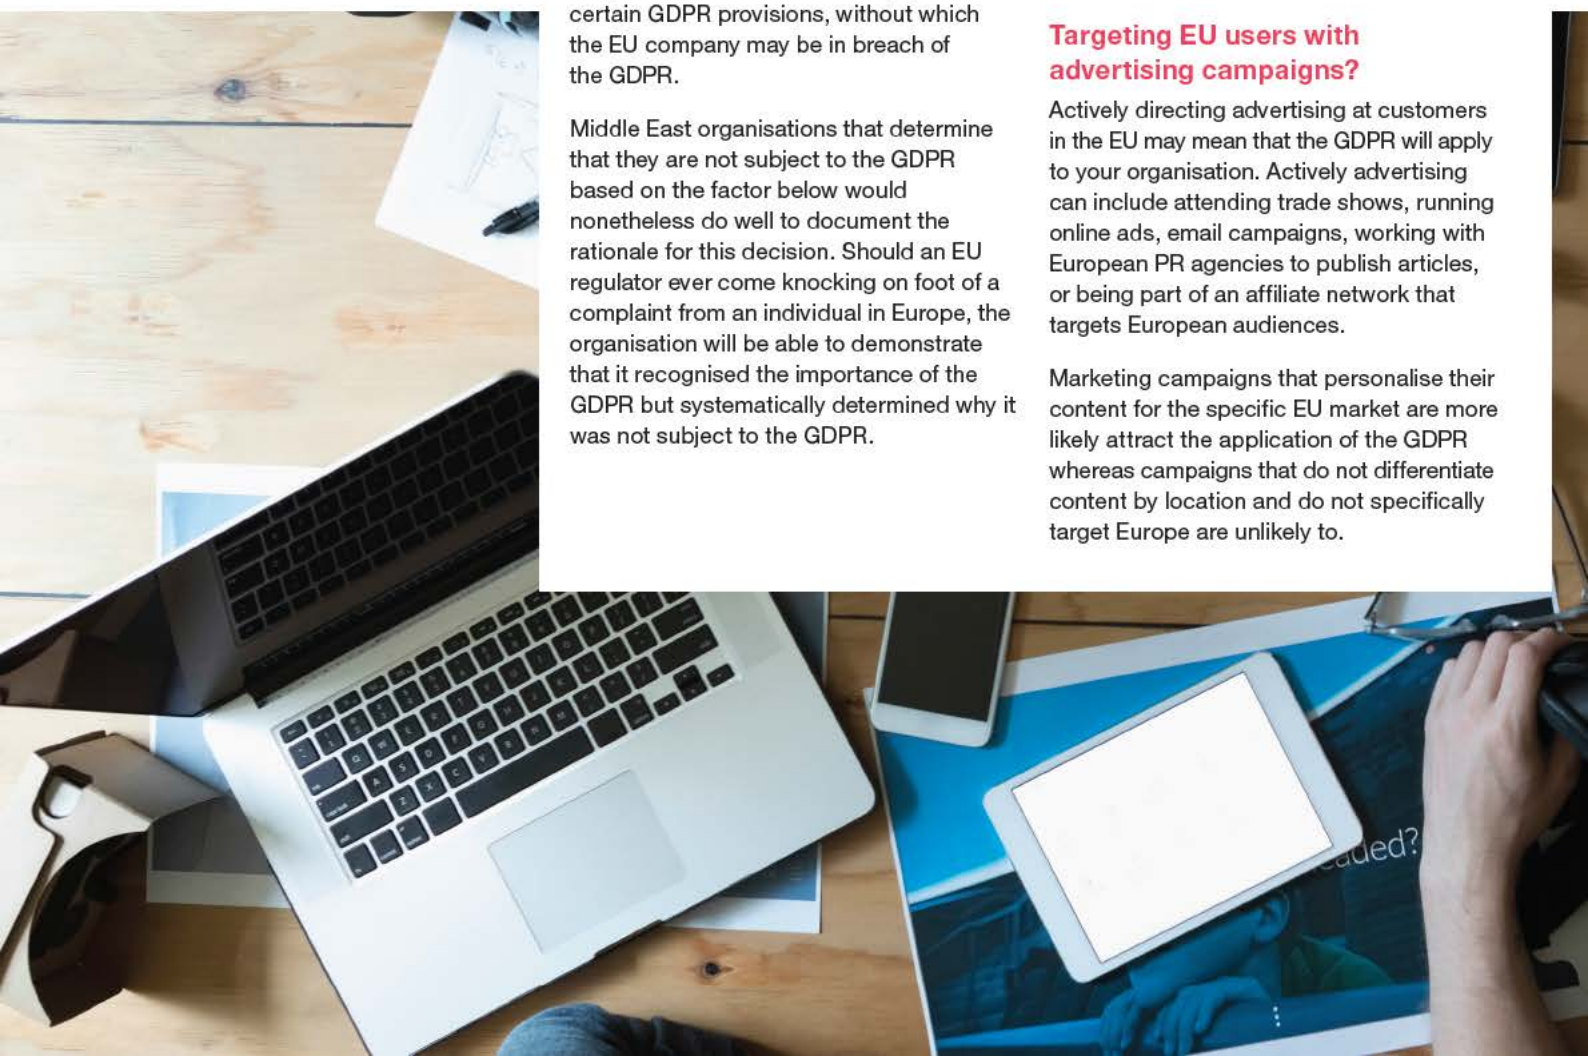 certain GDPR provisions, without which
the EU company may be in breach of
the GDPR.
Middle East organisations that determine
that they are not subject to the GDPR
based on the factor below would
nonetheless do well to document the
rationale for this decision. Should an EU
regulator ever come knocking on foot of a
complaint from an individual in Europe, the
organisation will be able to demonstrate
that it recognised the importance of the
GDPR but systematically determined why it
was not subject to the GDPR.
Targeting EU users with
advertising campaigns?
Actively directing advertising at customers
in the EU may mean that the GDPR will apply
to your organisation. Actively advertising
can include attending trade shows, running
online ads, email campaigns, working with
European PR agencies to publish articles,
or being part of an affiliate network that
targets European audiences.
Marketing campaigns that personalise their
content for the specific EU market are more
likely attract the application of the GDPR
whereas campaigns that do not differentiate
content by location and do not specifically
target Europe are unlikely to.